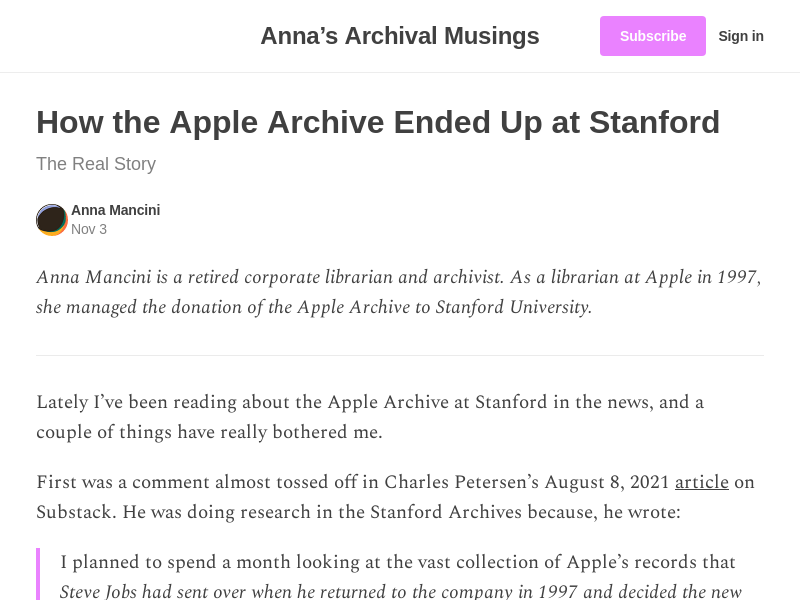 Anna’s Archival Musings
Subscribe
Sign in
How the Apple Archive Ended Up at Stanford
The Real Story
Anna Mancini
Nov 3
Anna Mancini is a retired corporate librarian and archivist. As a librarian at Apple in 1997,
she managed the donation of the Apple Archive to Stanford University.
Lately I’ve been reading about the Apple Archive at Stanford in the news, and a
couple of things have really bothered me.
First was a comment almost tossed off in Charles Petersen’s August 8, 2021 article on
Substack. He was doing research in the Stanford Archives because, he wrote:
I planned to spend a month looking at the vast collection of Apple’s records that
Steve Jobs had sent over when he returned to the company in 1997 and decided the new